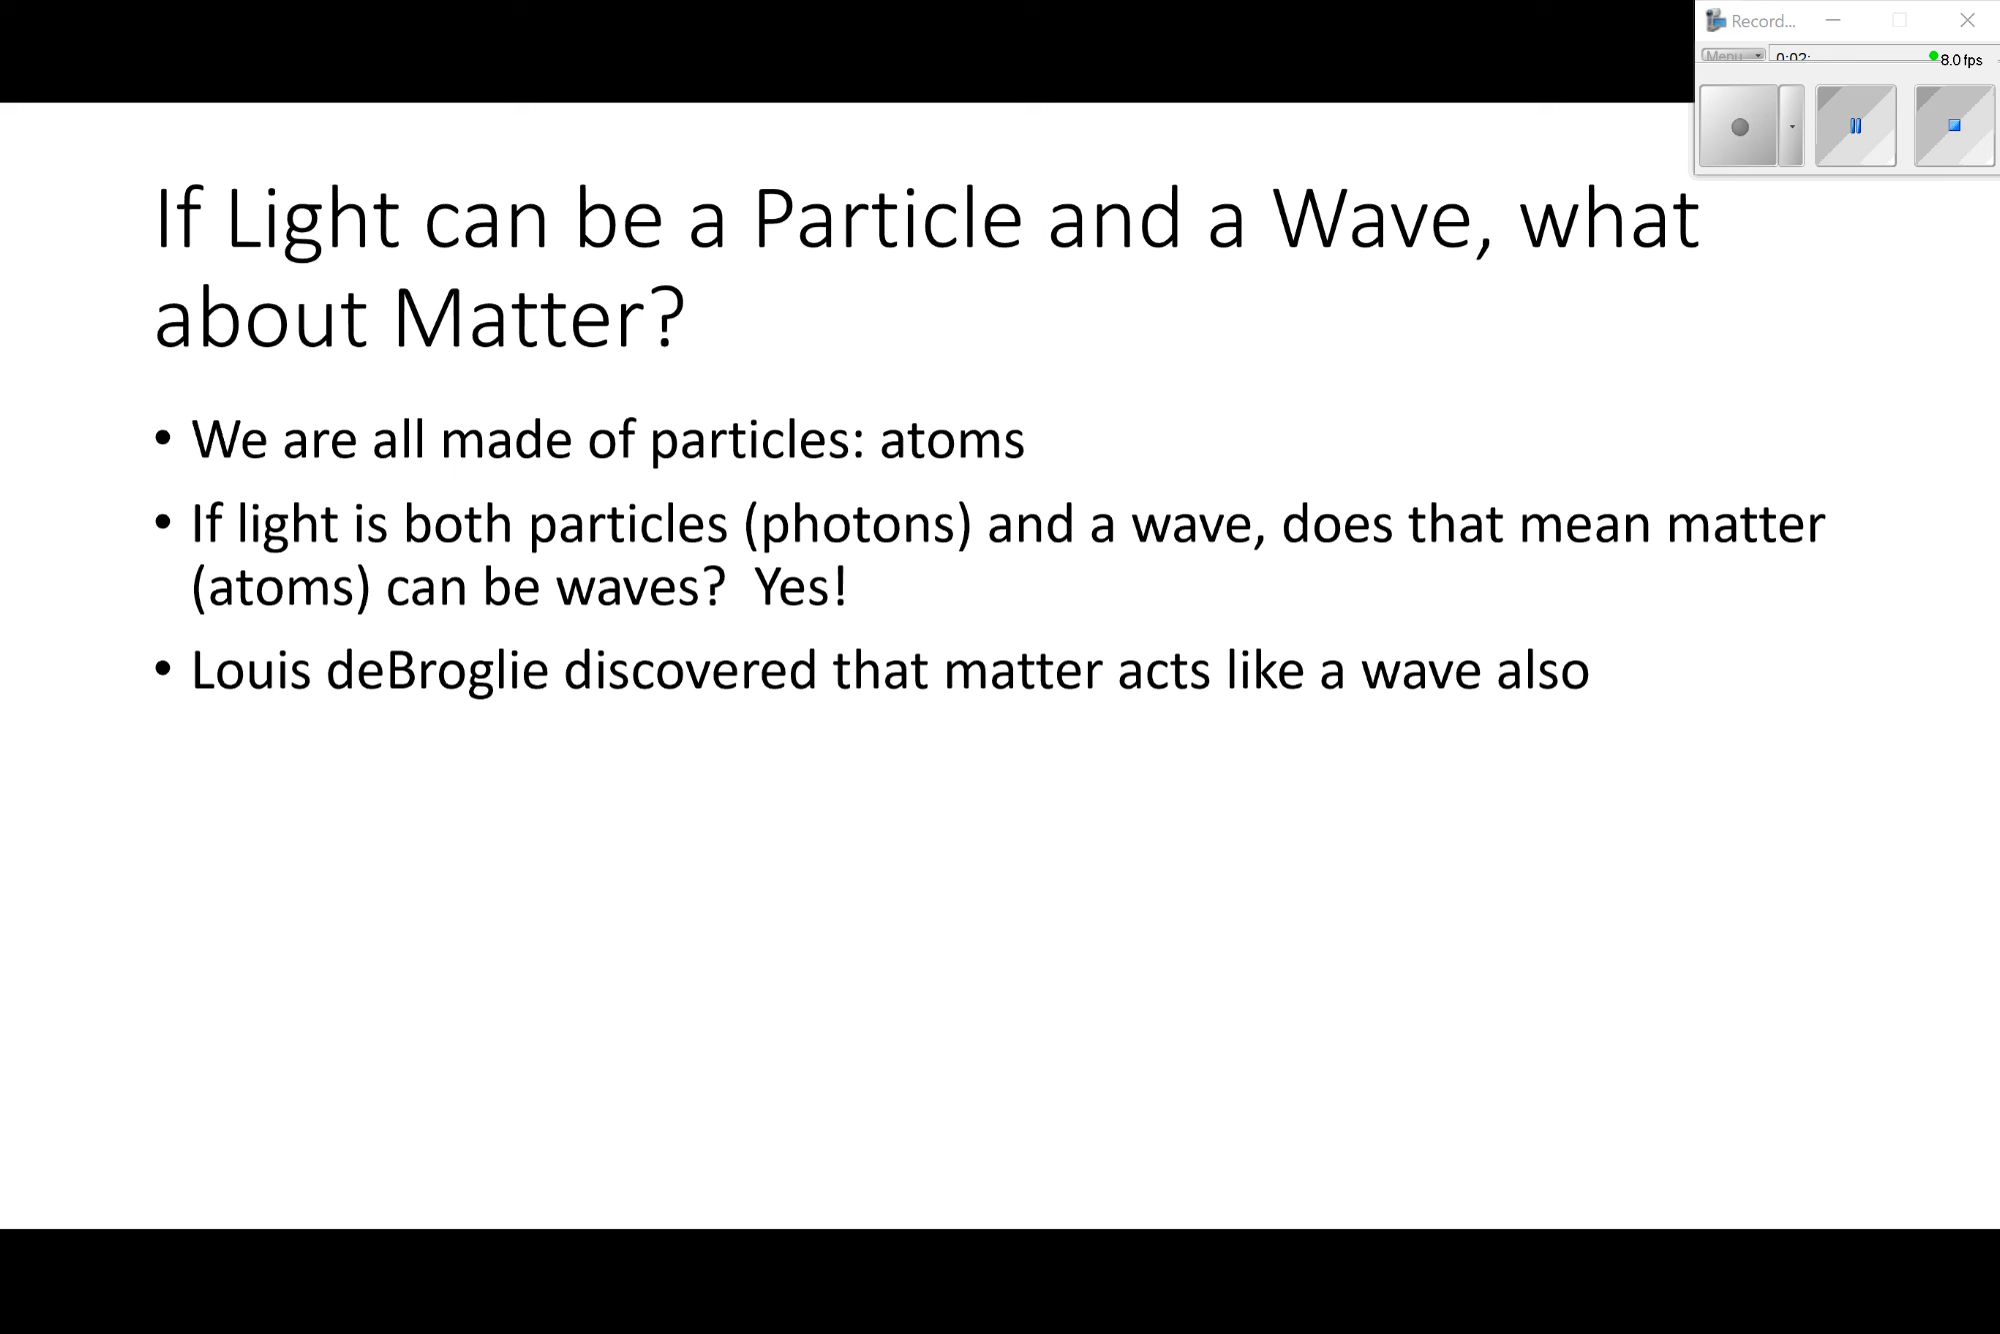 Record...
Menu
8.0 fps
If Light can be a Particle and a Wave, what
about Matter?
• We are all made of particles: atoms
• If light is both particles (photons) and a wave, does that mean matter
(atoms) can be waves?  Yes!
• Louis deBroglie discovered that matter acts like a wave also